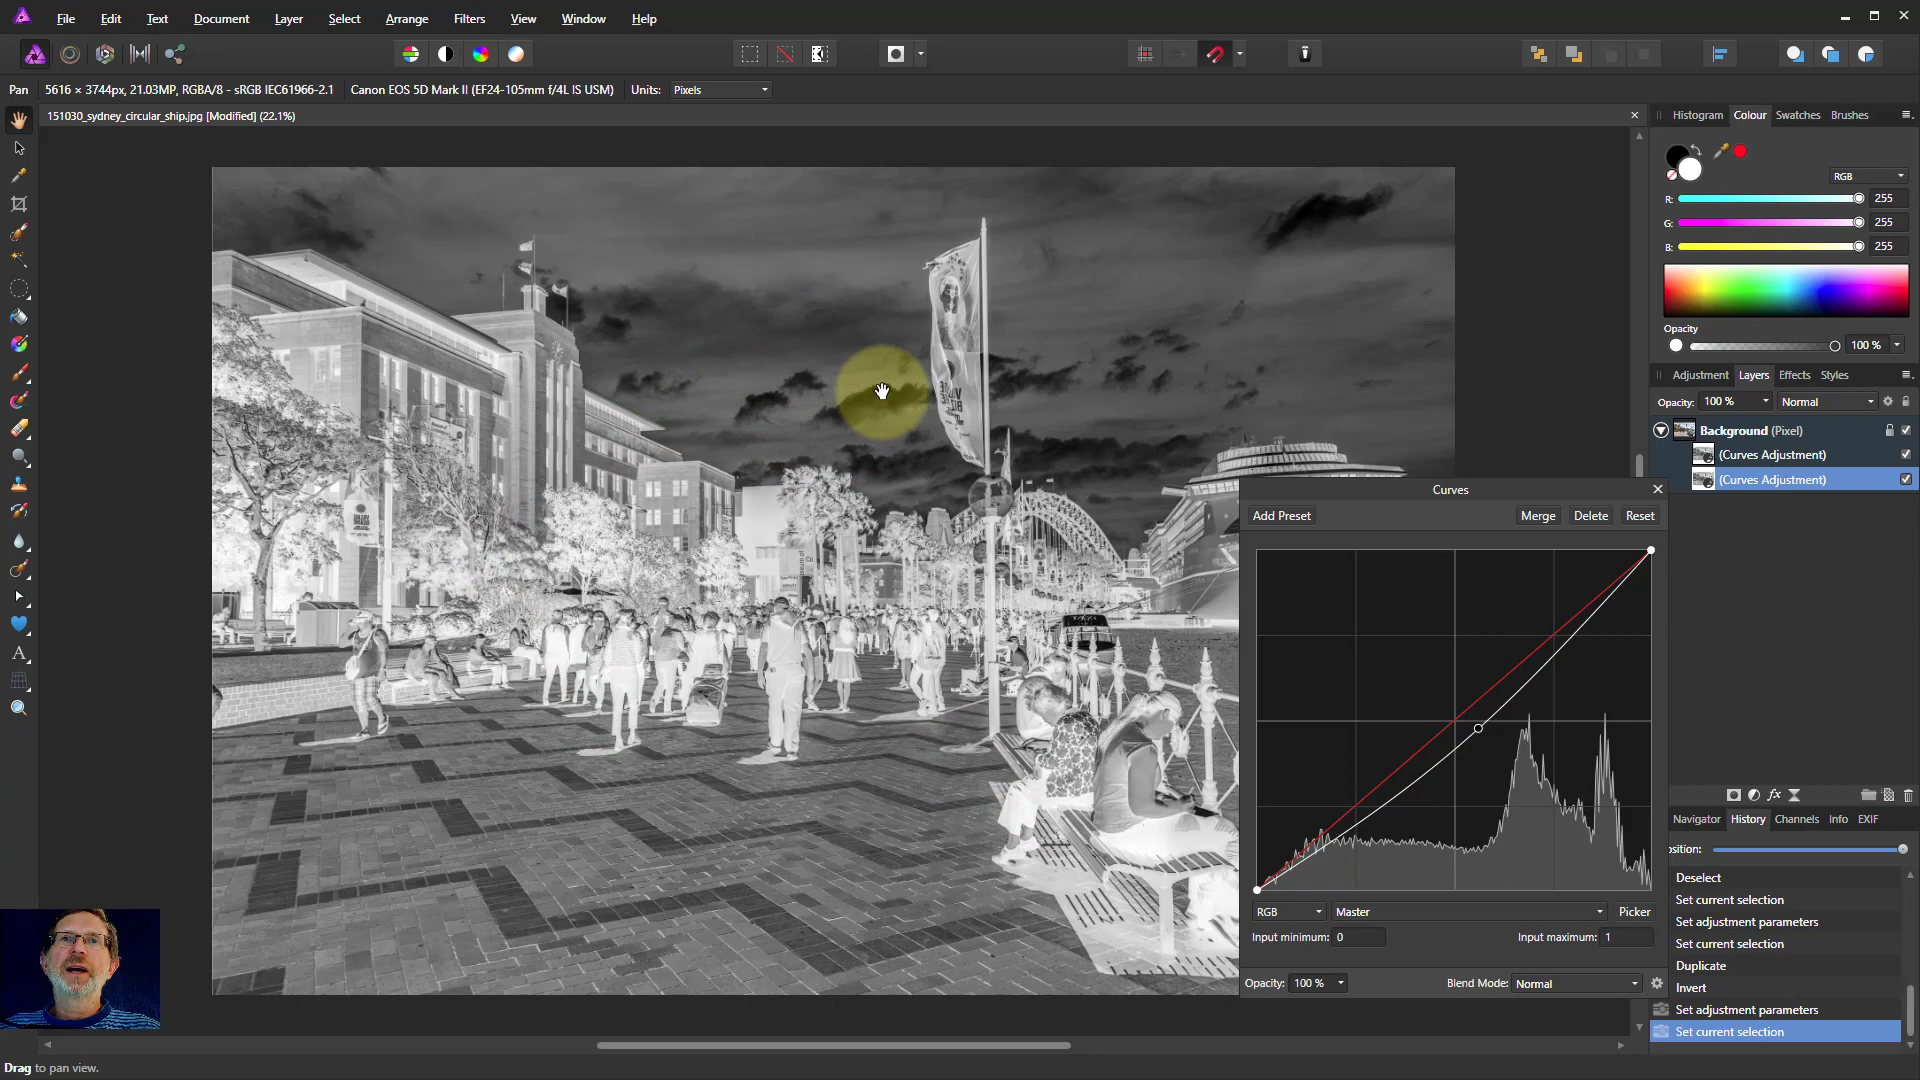 File Edit Text Document Layer Select Arrange Filters View Window Help
Pan 5616 × 3744px, 21.03MP, RGBA/8 - sRGB IEC61966-2.1 Canon EOS 5D Mark II (EF24-105mm f/4L IS USM) Units: Pixels
151030_sydney_circular_ship.jpg [Modified] (22.1%)
Histogram Colour Swatches Brushes
RGB
R: 255
G: 255
B: 255
Opacity
100 %
Adjustment Layers Effects Styles
Opacity: 100 % Normal
Background (Pixel)
(Curves Adjustment)
(Curves Adjustment)
Curves
Add Preset Merge Delete Reset
RGB Master Picker
Input minimum: 0 Input maximum: 1
Opacity: 100 % Blend Mode: Normal
Navigator History Channels Info EXIF
osition:
Deselect
Set current selection
Set adjustment parameters
Set current selection
Duplicate
Invert
Set adjustment parameters
Set current selection
Drag to pan view.